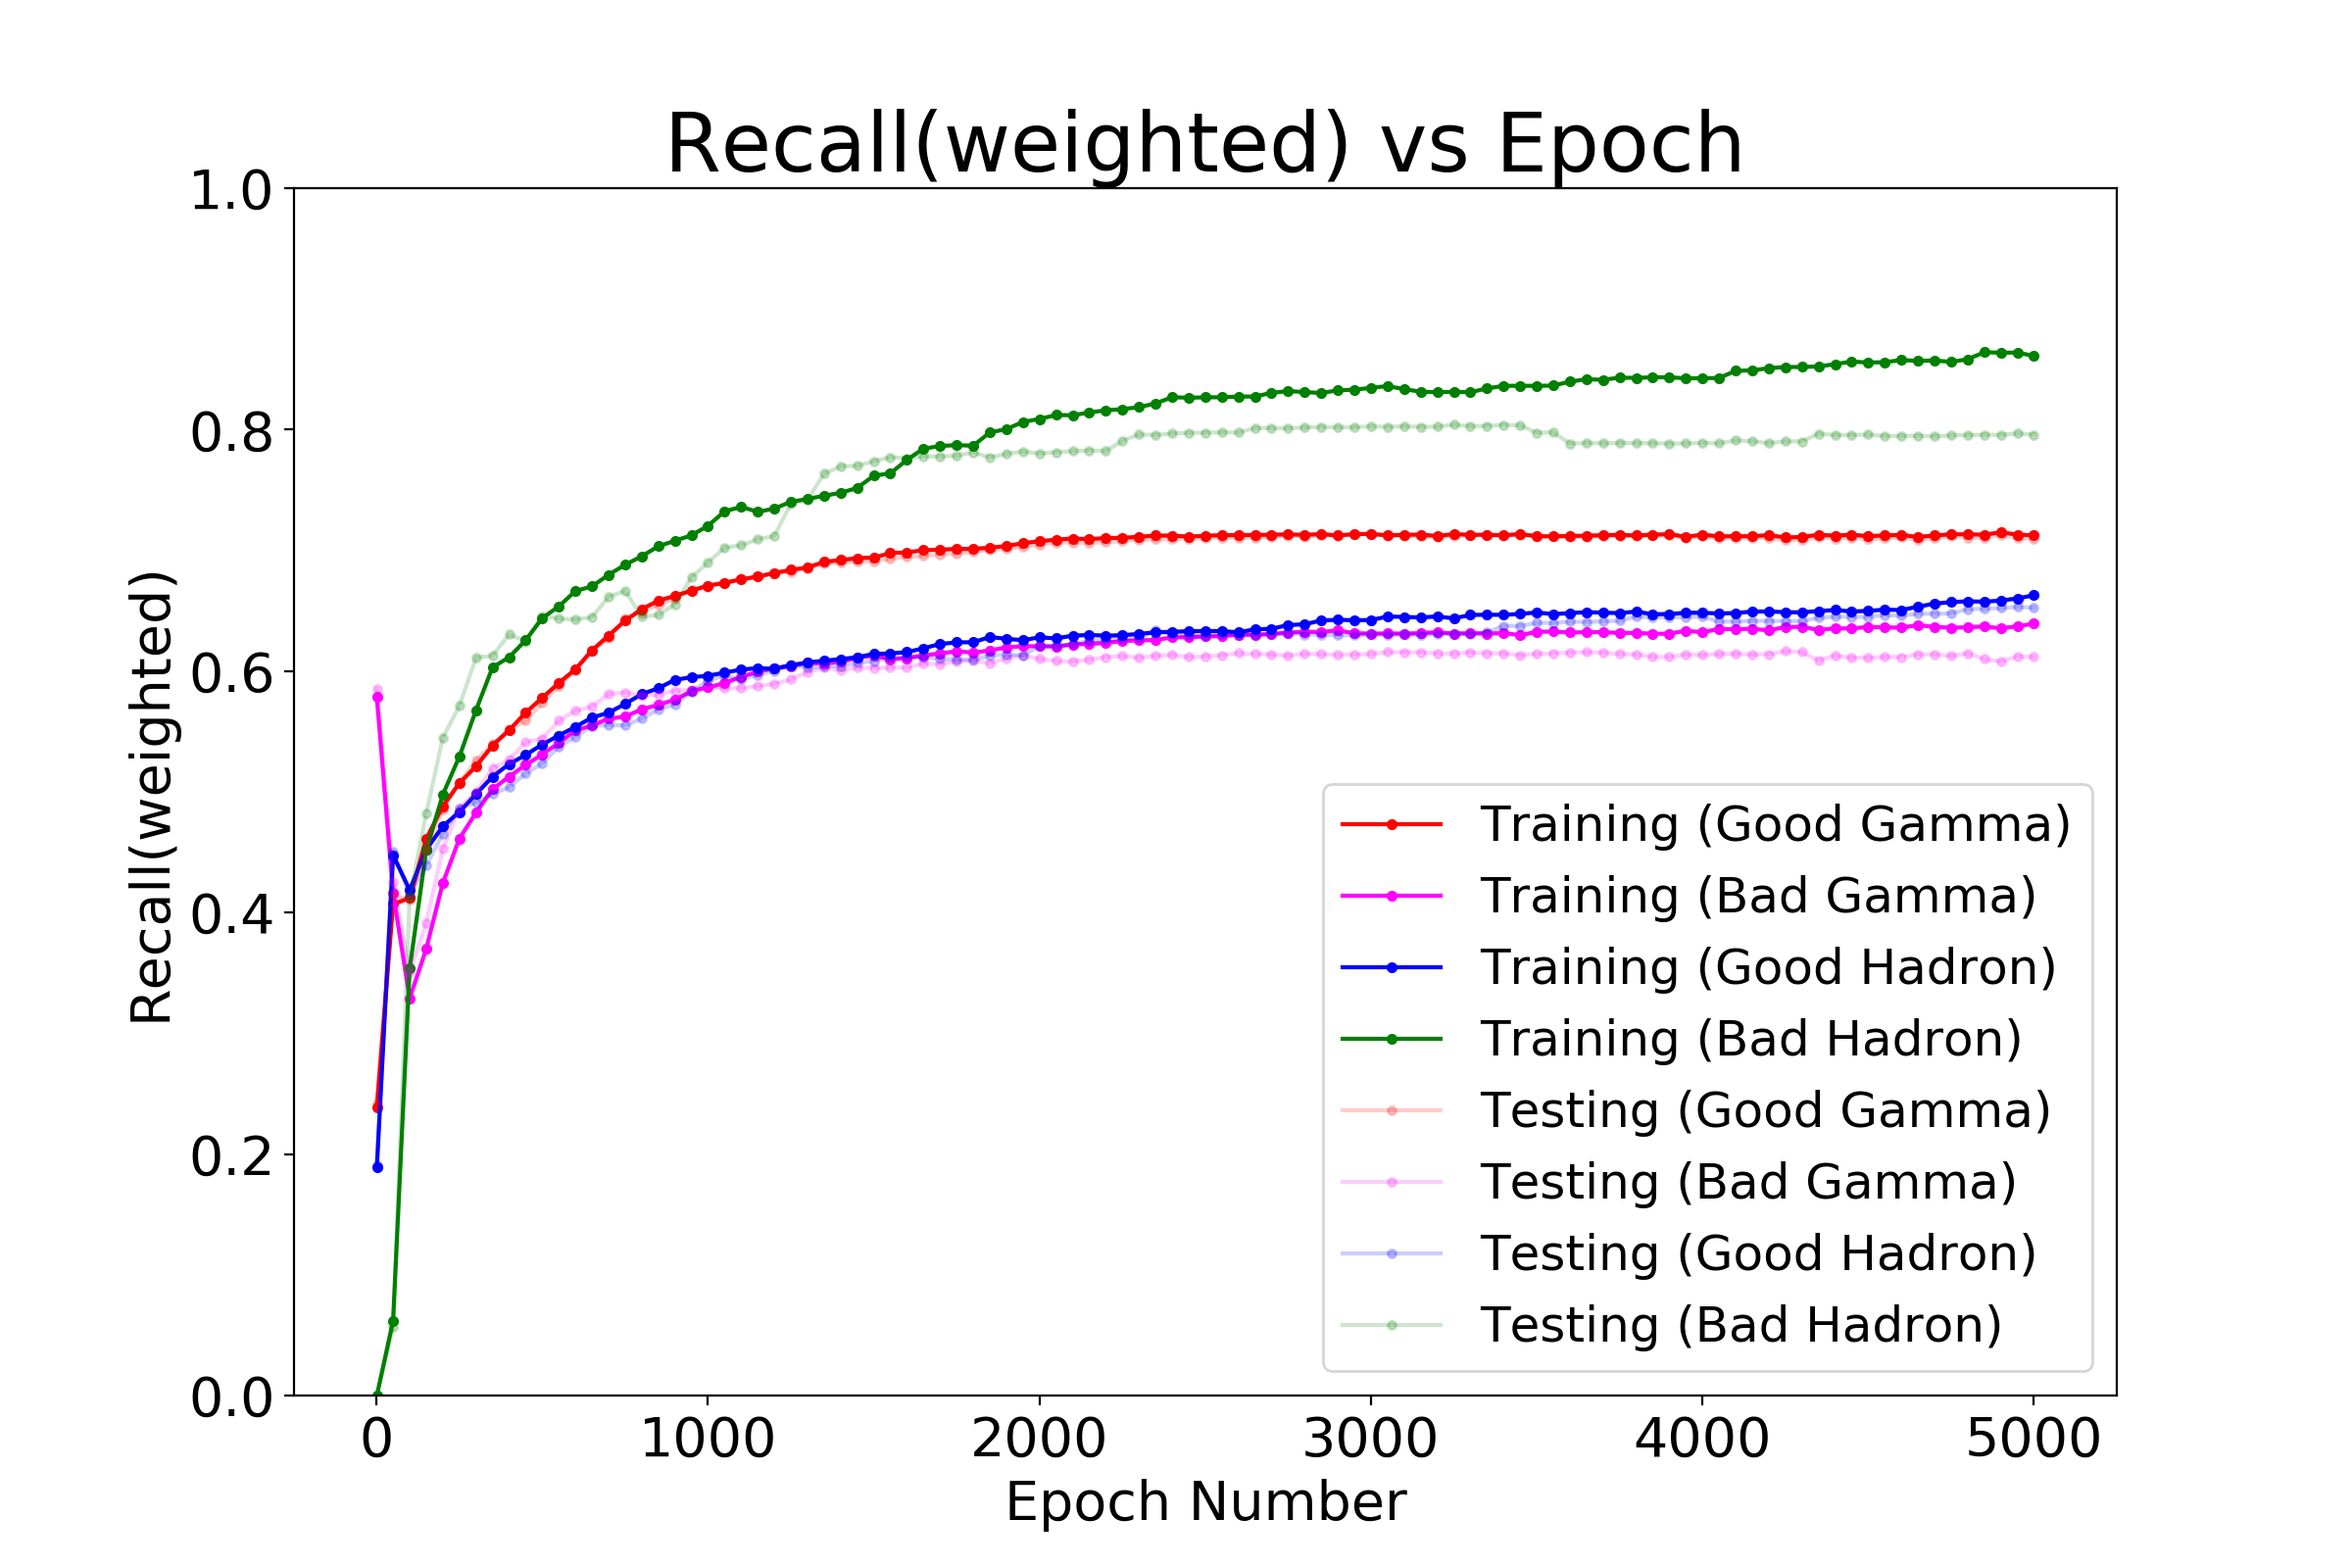 Recall(weighted) vs Epoch
Recall(weighted)
1.0
0.8
0.6
0.4
0.2
0.0
Training (Good Gamma)
Training (Bad Gamma)
Training (Good Hadron)
Training (Bad Hadron)
Testing (Good Gamma)
Testing (Bad Gamma)
Testing (Good Hadron)
Testing (Bad Hadron)
0 1000 2000 3000 4000 5000
Epoch Number